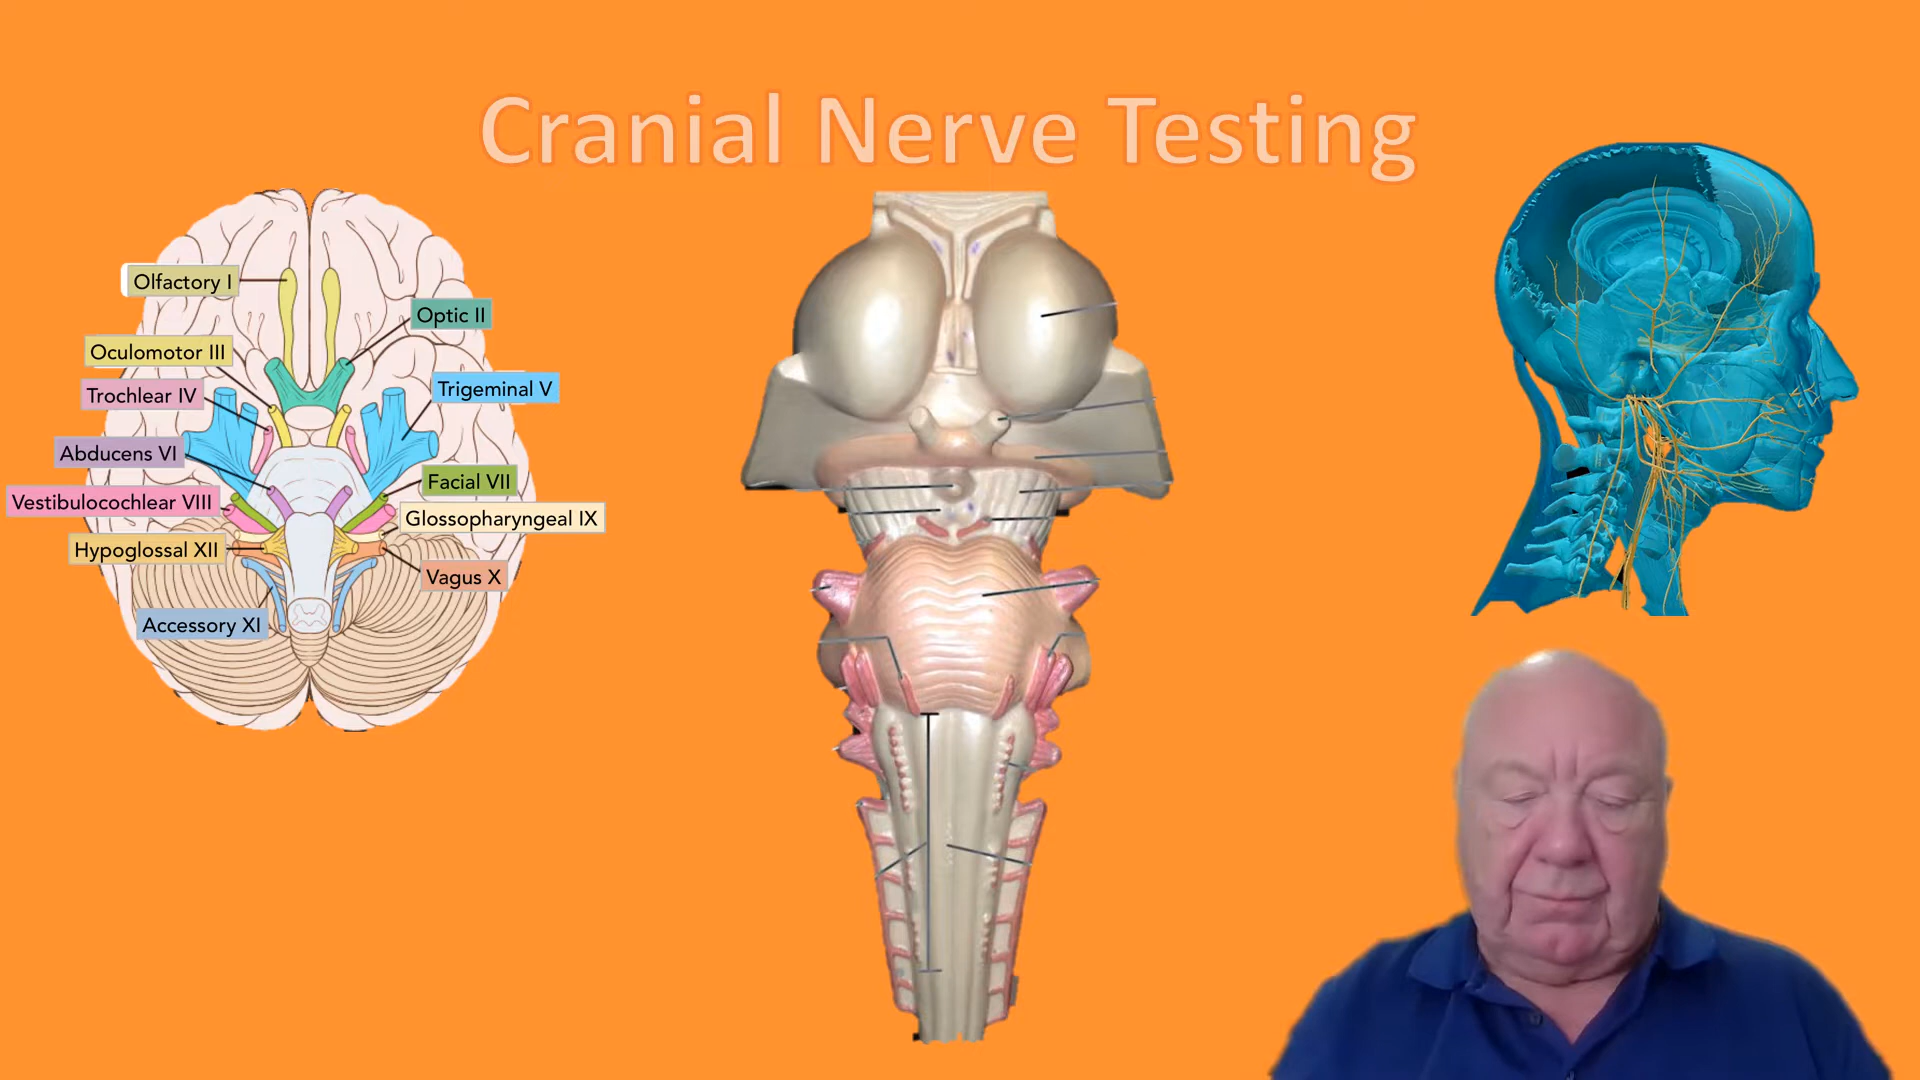 Cranial Nerve Testing
Olfactory I
Optic II
Oculomotor III
Trochlear IV
Trigeminal V
Abducens VI
Facial VII
Vestibulocochlear VIII
Glossopharyngeal IX
Hypoglossal XII
Vagus X
Accessory XI